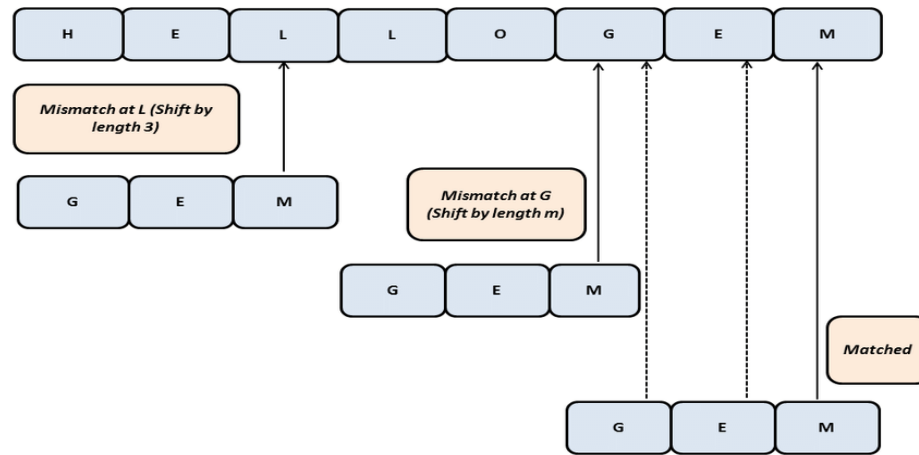 H E L L O G E M
Mismatch at L (Shift by
length 3)
G E M
Mismatch at G
(Shift by length m)
G E M
Matched
G E M